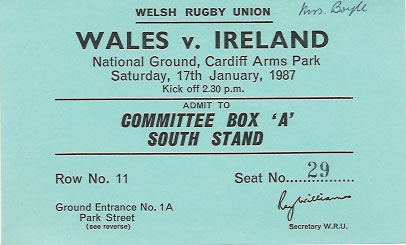 WELSH RUGBY UNION
Mrs. Boyle
WALES v. IRELAND
National Ground, Cardiff Arms Park
Saturday, 17th January, 1987
Kick off 2.30 p.m.
ADMIT TO
COMMITTEE BOX 'A'
SOUTH STAND
Row No. 11
Seat No. 29
Ground Entrance No. 1A
Park Street
(see reverse)
Ray Williams
Secretary W.R.U.